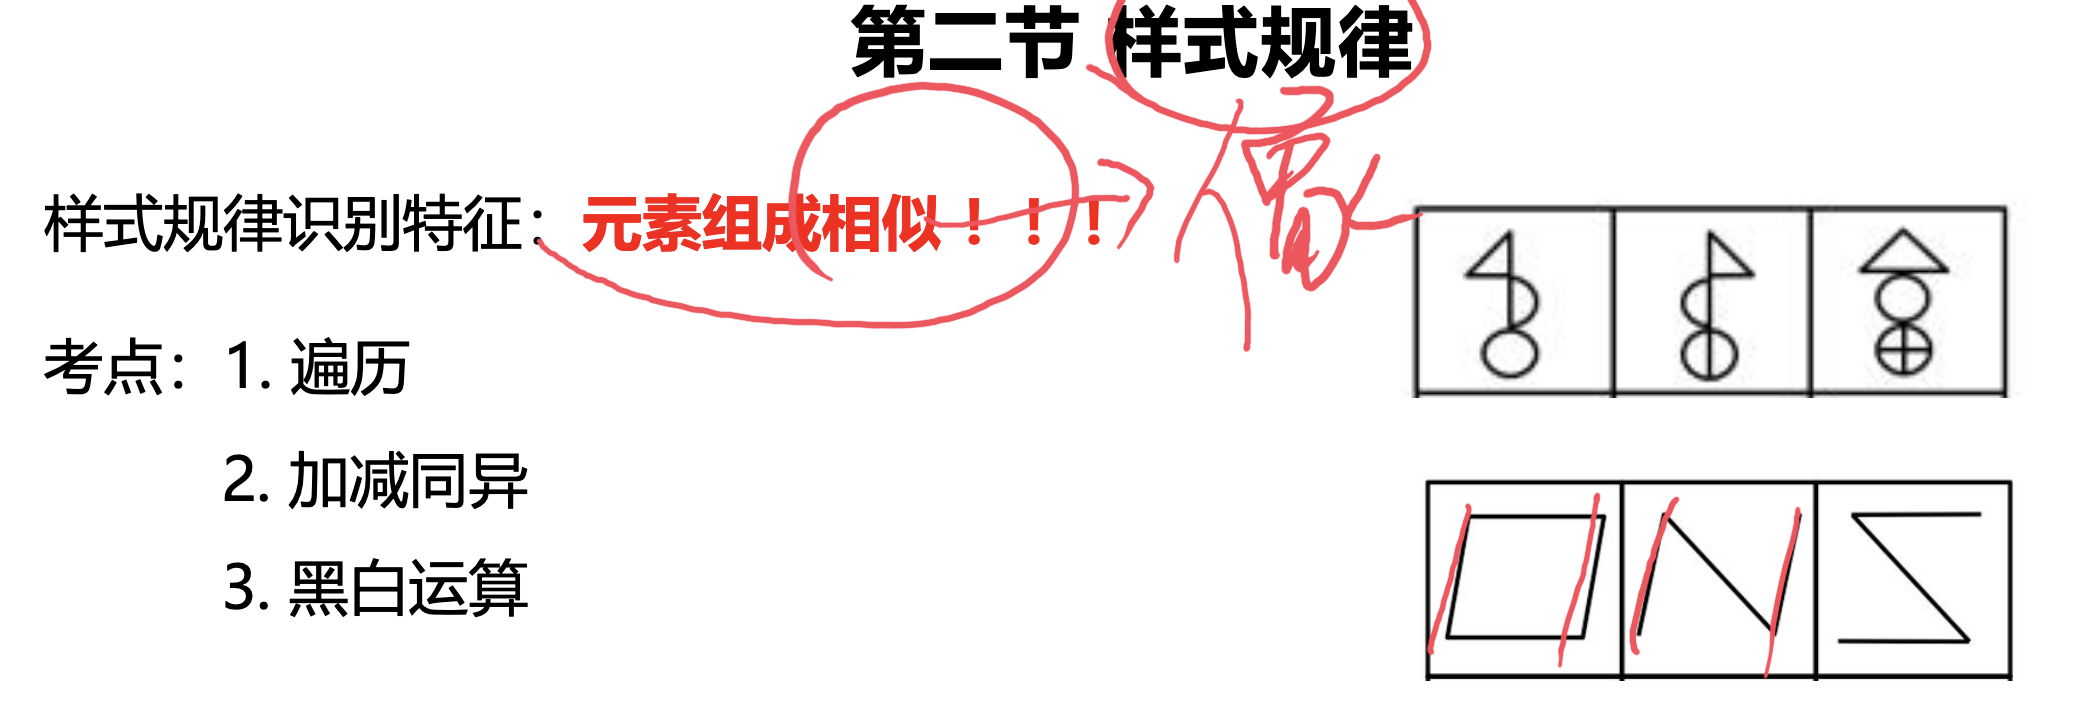 第二节 样式规律
样式规律识别特征：元素组成相似！！！
考点：1. 遍历
2. 加减同异
3. 黑白运算